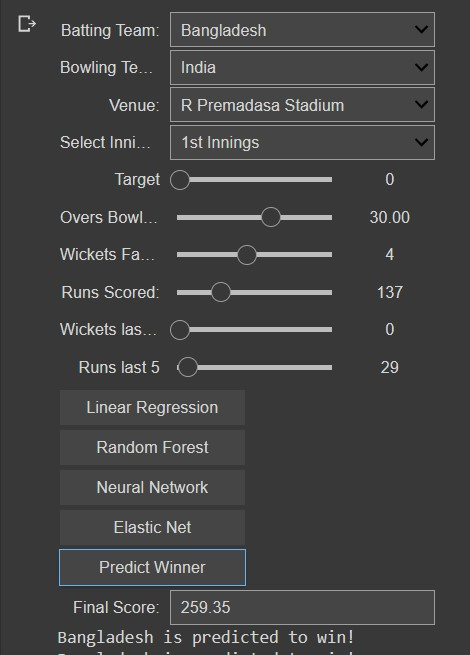 Batting Team: Bangladesh
Bowling Te... India
Venue: R Premadasa Stadium
Select Inni... 1st Innings
Target 0
Overs Bowl... 30.00
Wickets Fa... 4
Runs Scored: 137
Wickets las... 0
Runs last 5 29
Linear Regression
Random Forest
Neural Network
Elastic Net
Predict Winner
Final Score: 259.35
Bangladesh is predicted to win!